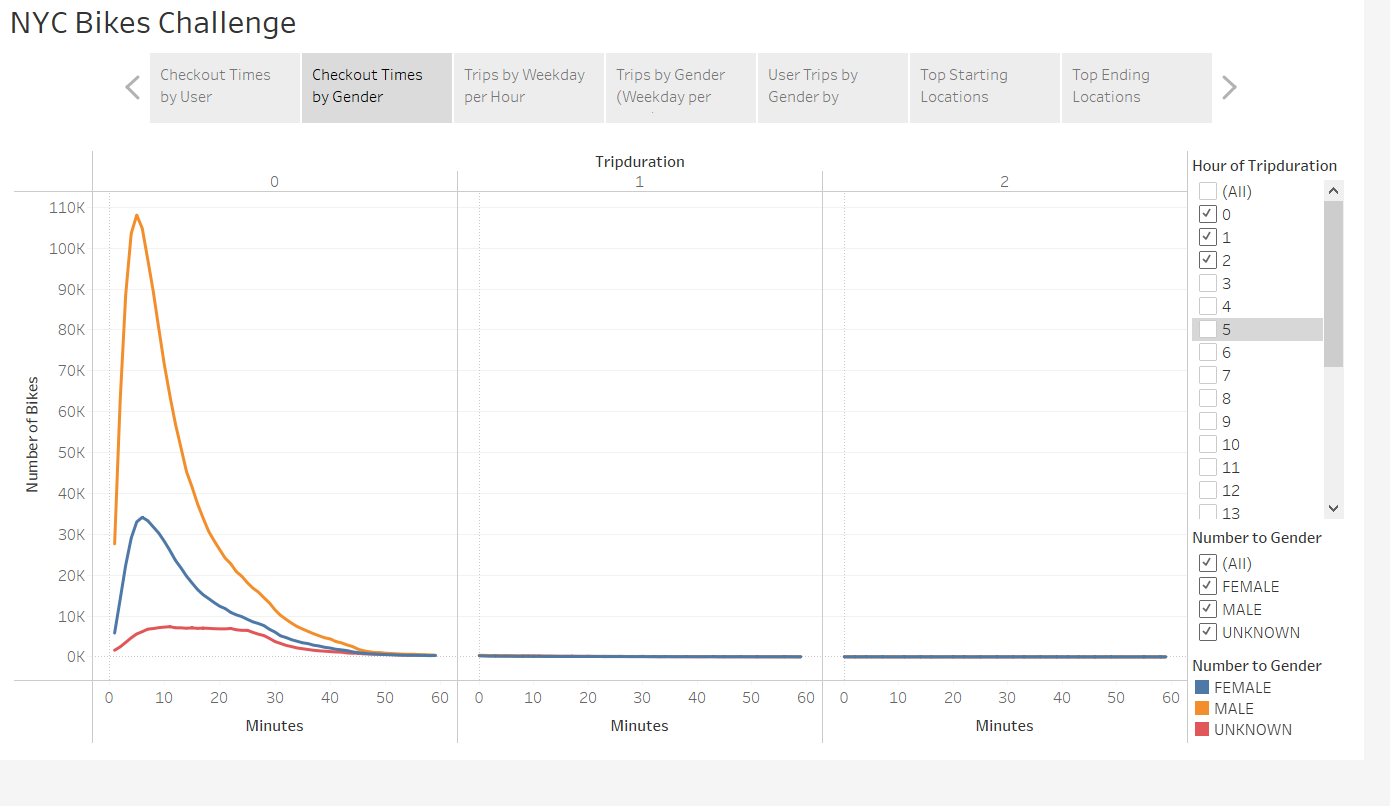 NYC Bikes Challenge
Checkout Times
by User
Checkout Times
by Gender
Trips by Weekday
per Hour
Trips by Gender
(Weekday per
User Trips by
Gender by
Top Starting
Locations
Top Ending
Locations
Tripduration
0 1 2
Number of Bikes
110K
100K
90K
80K
70K
60K
50K
40K
30K
20K
10K
0K
0 10 20 30 40 50 60 0 10 20 30 40 50 60 0 10 20 30 40 50 60
Minutes Minutes Minutes
Hour of Tripduration
(All)
0
1
2
3
4
5
6
7
8
9
10
11
12
13
Number to Gender
(All)
FEMALE
MALE
UNKNOWN
Number to Gender
FEMALE
MALE
UNKNOWN